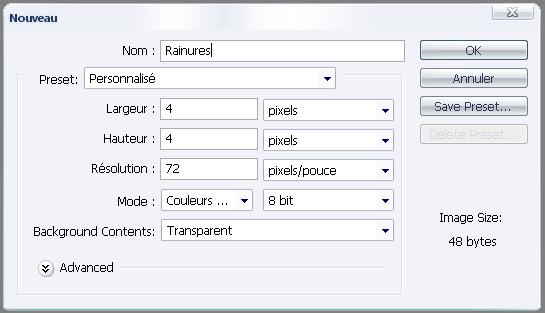 Nouveau
Nom : Rainures
OK
Preset: Personnalisé
Annuler
Largeur : 4 pixels
Save Preset...
Hauteur : 4 pixels
Delete Preset...
Résolution : 72 pixels/pouce
Mode : Couleurs ... 8 bit
Image Size:
48 bytes
Background Contents: Transparent
Advanced